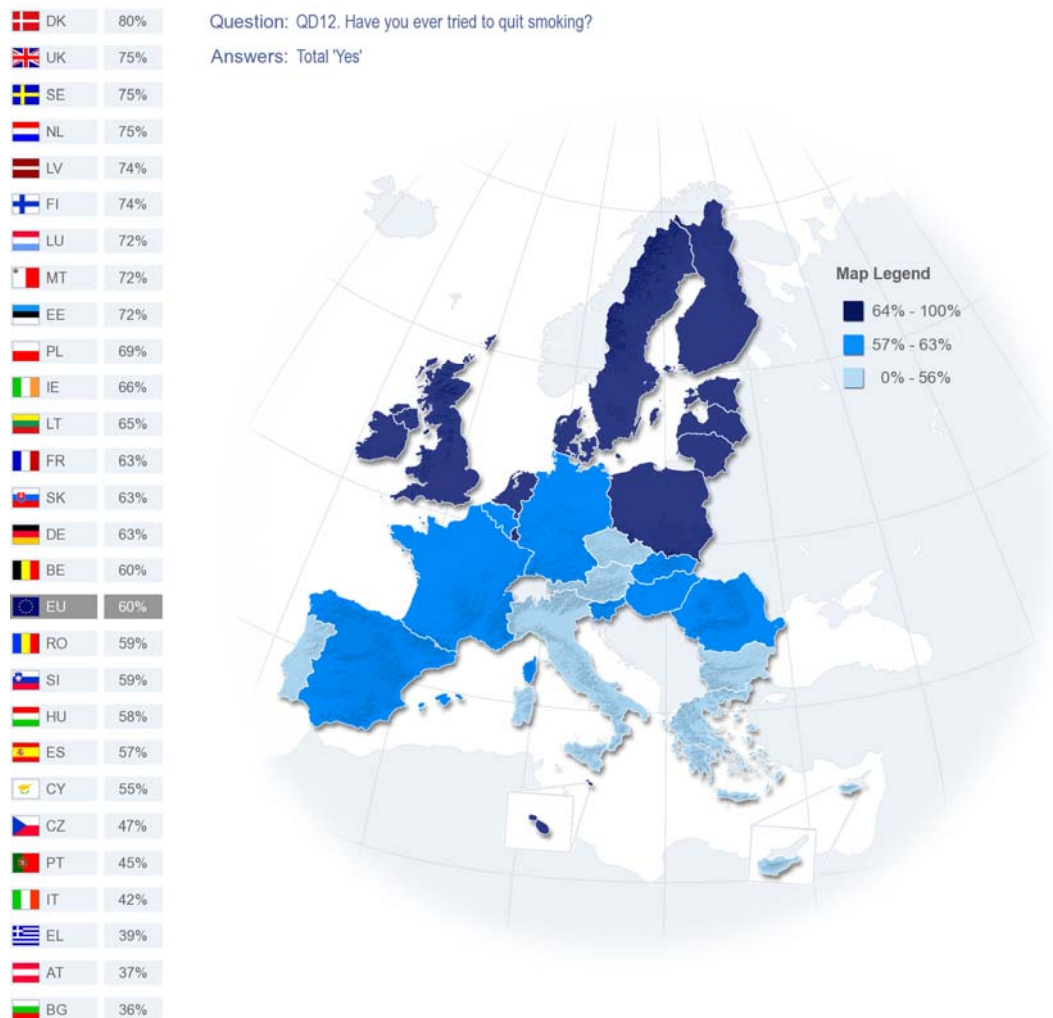 Question: QD12. Have you ever tried to quit smoking?
Answers: Total 'Yes'
DK 80%
UK 75%
SE 75%
NL 75%
LV 74%
FI 74%
LU 72%
MT 72%
EE 72%
PL 69%
IE 66%
LT 65%
FR 63%
SK 63%
DE 63%
BE 60%
EU 60%
RO 59%
SI 59%
HU 58%
ES 57%
CY 55%
CZ 47%
PT 45%
IT 42%
EL 39%
AT 37%
BG 36%
Map Legend
64% - 100%
57% - 63%
0% - 56%